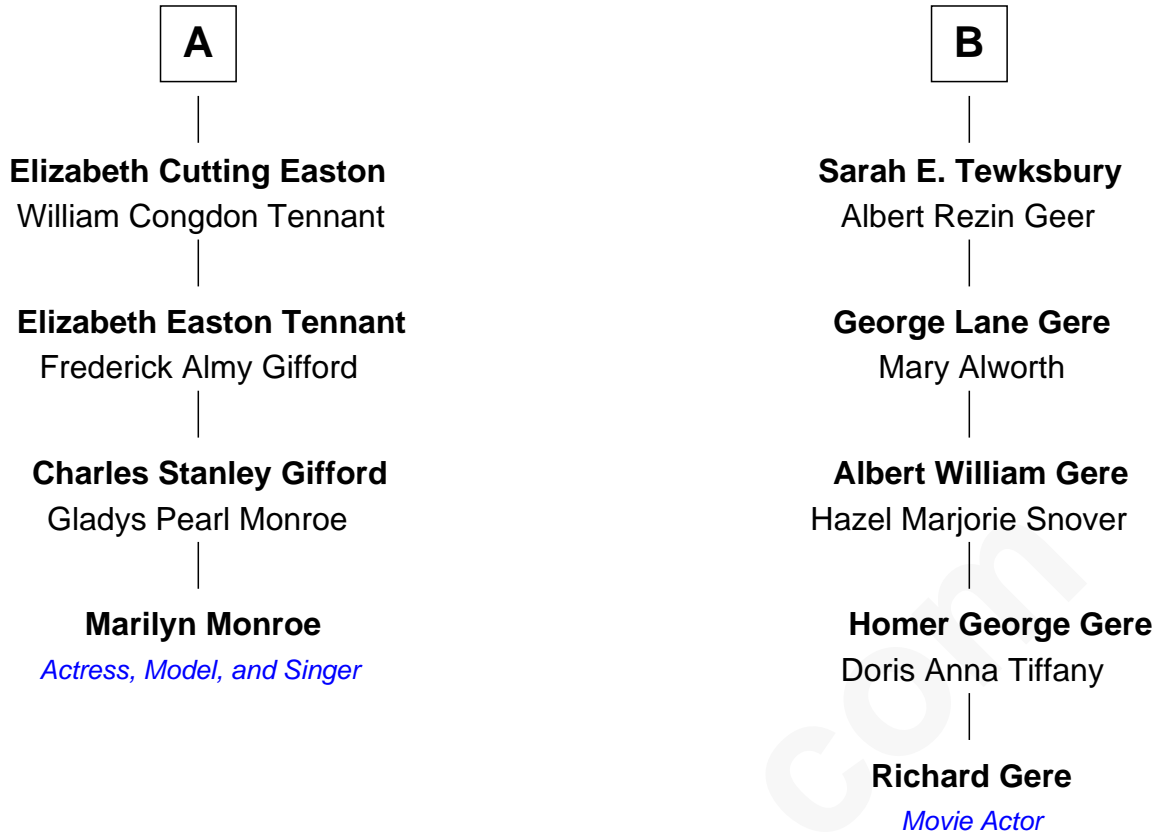 A
Elizabeth Cutting Easton
William Congdon Tennant
Elizabeth Easton Tennant
Frederick Almy Gifford
Charles Stanley Gifford
Gladys Pearl Monroe
Marilyn Monroe
Actress, Model, and Singer
B
Sarah E. Tewksbury
Albert Rezin Geer
George Lane Gere
Mary Alworth
Albert William Gere
Hazel Marjorie Snover
Homer George Gere
Doris Anna Tiffany
Richard Gere
Movie Actor
com